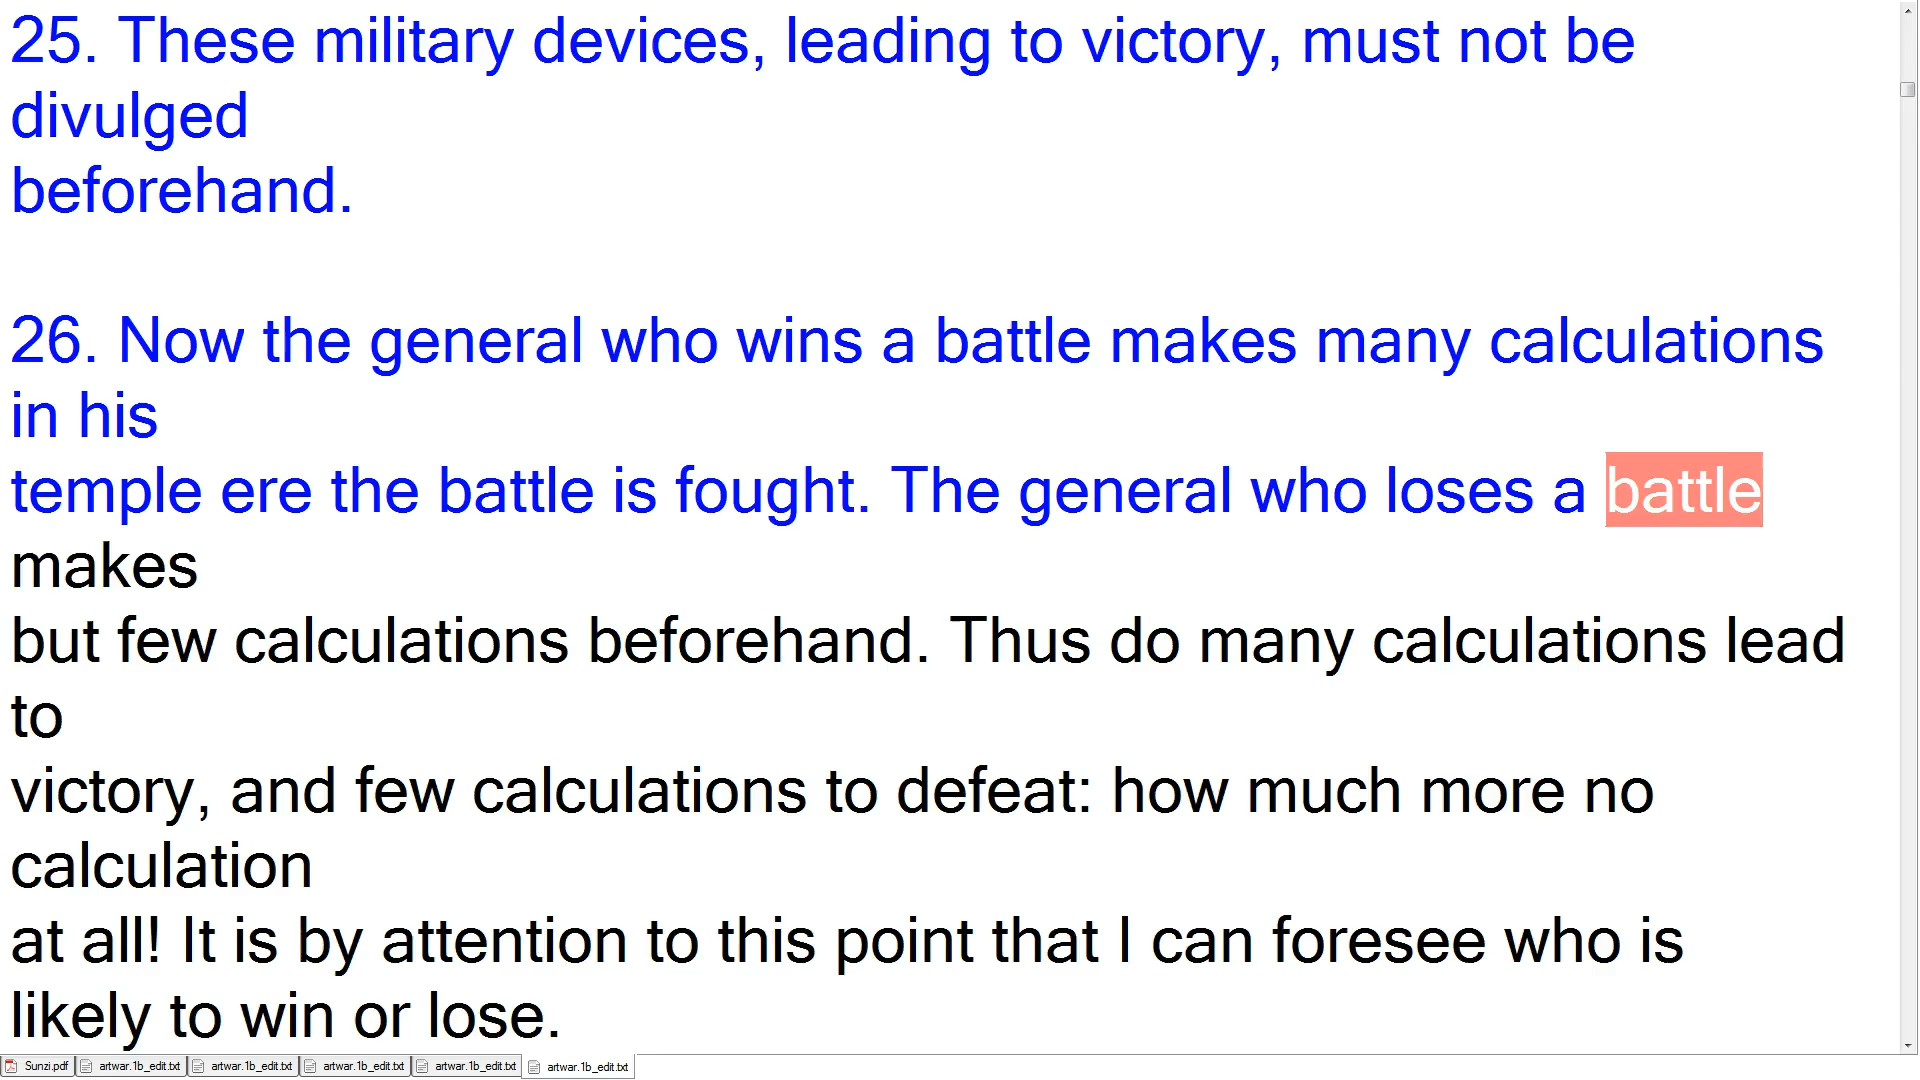 25. These military devices, leading to victory, must not be
divulged
beforehand.
26. Now the general who wins a battle makes many calculations
in his
temple ere the battle is fought. The general who loses a battle
makes
but few calculations beforehand. Thus do many calculations lead
to
victory, and few calculations to defeat: how much more no
calculation
at all! It is by attention to this point that I can foresee who is
likely to win or lose.
Sunzi.pdf artwar.1b_edit.txt artwar.1b_edit.txt artwar.1b_edit.txt artwar.1b_edit.txt artwar.1b_edit.txt